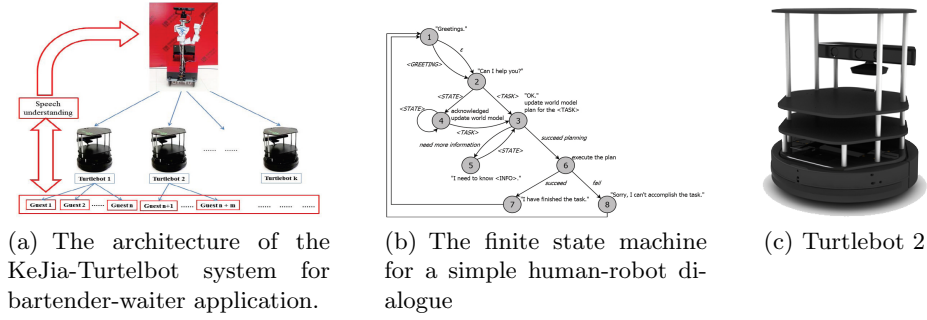 Speech
understanding
Turtlebot 1
Turtlebot 2
...... ......
Turtlebot k
Guest 1
Guest 2
......
Guest n
Guest n+1
......
Guest n + m
...... ...... ......
(a) The architecture of the
KeJia-Turtelbot system for
bartender-waiter application.
"Greetings."
1
ε
<GREETING>
"Can I help you?"
2
<STATE>
<TASK>
"OK."
update world model
plan for the <TASK>
<STATE>
4
acknowledged
update world model
3
<TASK>
need more information
<STATE>
succeed planning
5
"I need to know <INFO>."
6
execute the plan
succeed
fail
7
"I have finished the task."
8
"Sorry, I can't accomplish the task."
(b) The finite state machine
for a simple human-robot di-
alogue
(c) Turtlebot 2